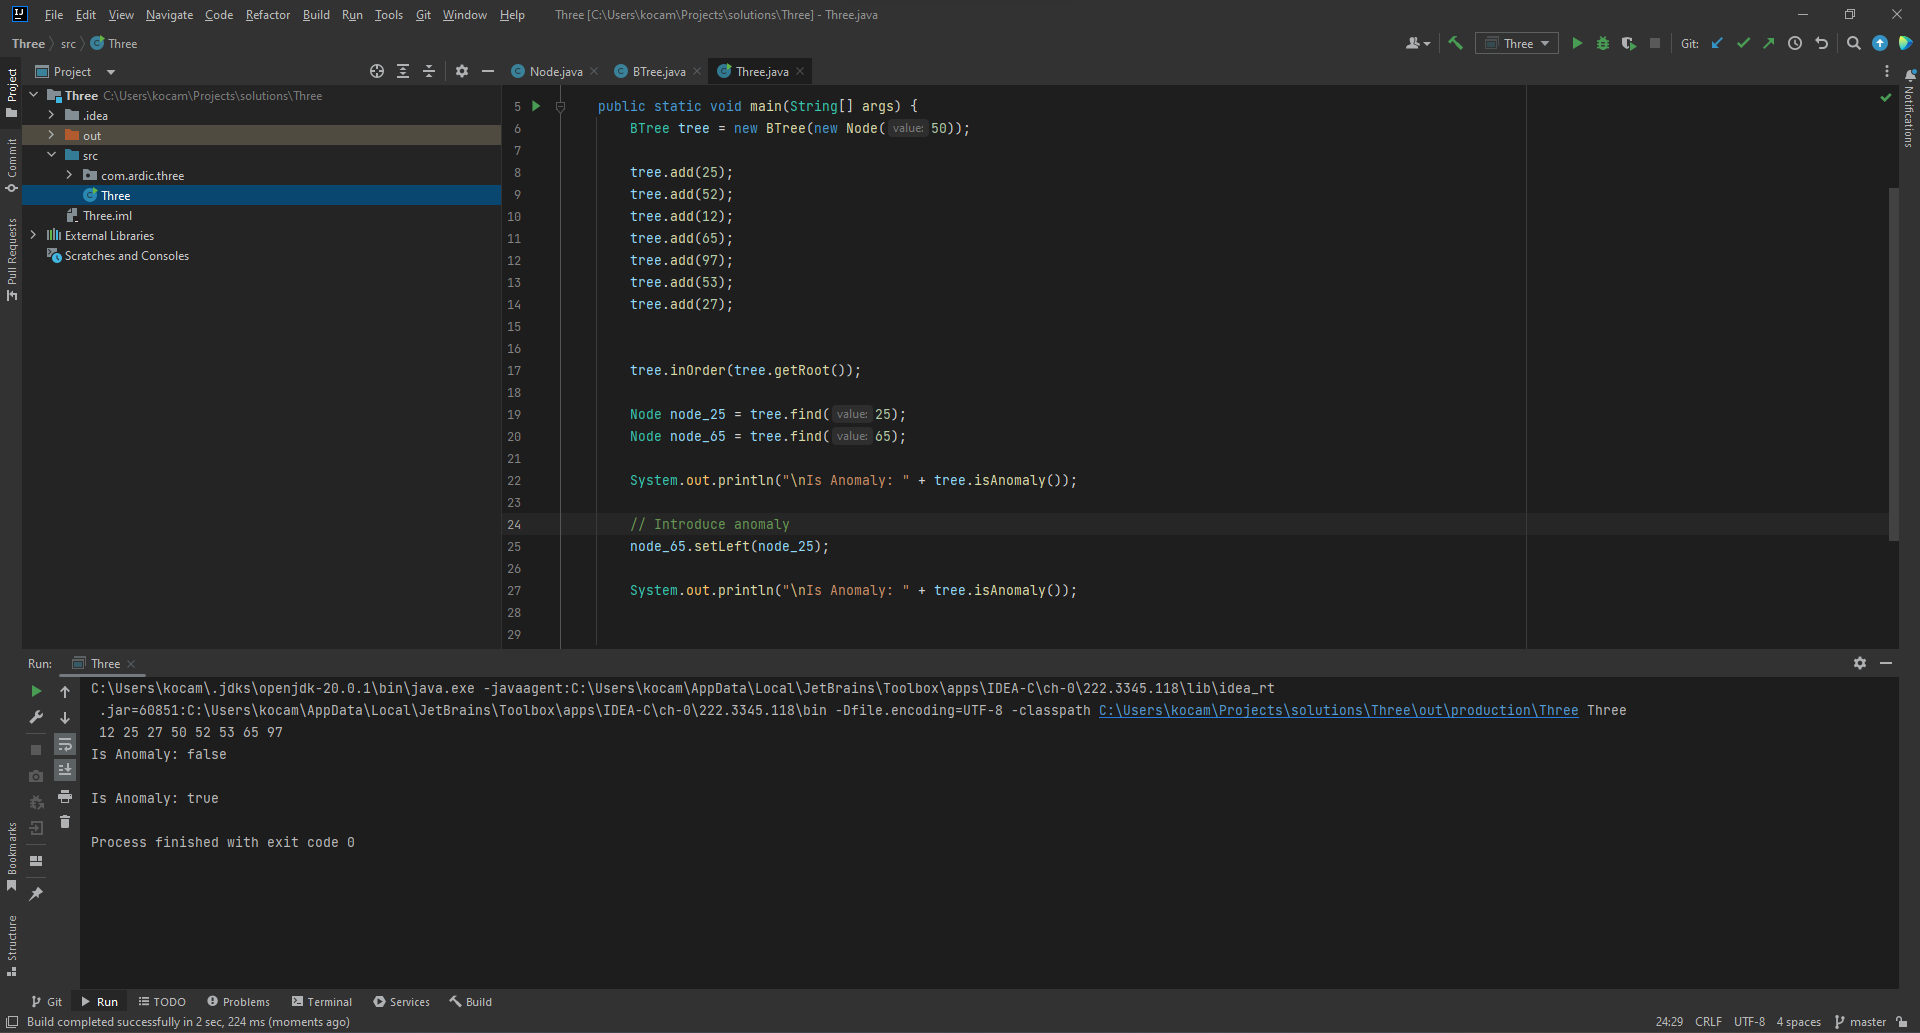 File Edit View Navigate Code Refactor Build Run Tools Git Window Help Three [C:\Users\kocam\Projects\solutions\Three] - Three.java
Three src Three
Three Git:
Project
Node.java BTree.java Three.java
Project
Commit
Pull Requests
Bookmarks
Structure
Notifications
Three C:\Users\kocam\Projects\solutions\Three
.idea
out
src
com.ardic.three
Three
Three.iml
External Libraries
Scratches and Consoles
5 public static void main(String[] args) {
6 BTree tree = new BTree(new Node( value: 50));
7
8 tree.add(25);
9 tree.add(52);
10 tree.add(12);
11 tree.add(65);
12 tree.add(97);
13 tree.add(53);
14 tree.add(27);
15
16
17 tree.inOrder(tree.getRoot());
18
19 Node node_25 = tree.find( value: 25);
20 Node node_65 = tree.find( value: 65);
21
22 System.out.println("\nIs Anomaly: " + tree.isAnomaly());
23
24 // Introduce anomaly
25 node_65.setLeft(node_25);
26
27 System.out.println("\nIs Anomaly: " + tree.isAnomaly());
28
29
Run: Three
C:\Users\kocam\.jdks\openjdk-20.0.1\bin\java.exe -javaagent:C:\Users\kocam\AppData\Local\JetBrains\Toolbox\apps\IDEA-C\ch-0\222.3345.118\lib\idea_rt
.jar=60851:C:\Users\kocam\AppData\Local\JetBrains\Toolbox\apps\IDEA-C\ch-0\222.3345.118\bin -Dfile.encoding=UTF-8 -classpath C:\Users\kocam\Projects\solutions\Three\out\production\Three Three
12 25 27 50 52 53 65 97
Is Anomaly: false
Is Anomaly: true
Process finished with exit code 0
Git Run TODO Problems Terminal Services Build
Build completed successfully in 2 sec, 224 ms (moments ago) 24:29 CRLF UTF-8 4 spaces master